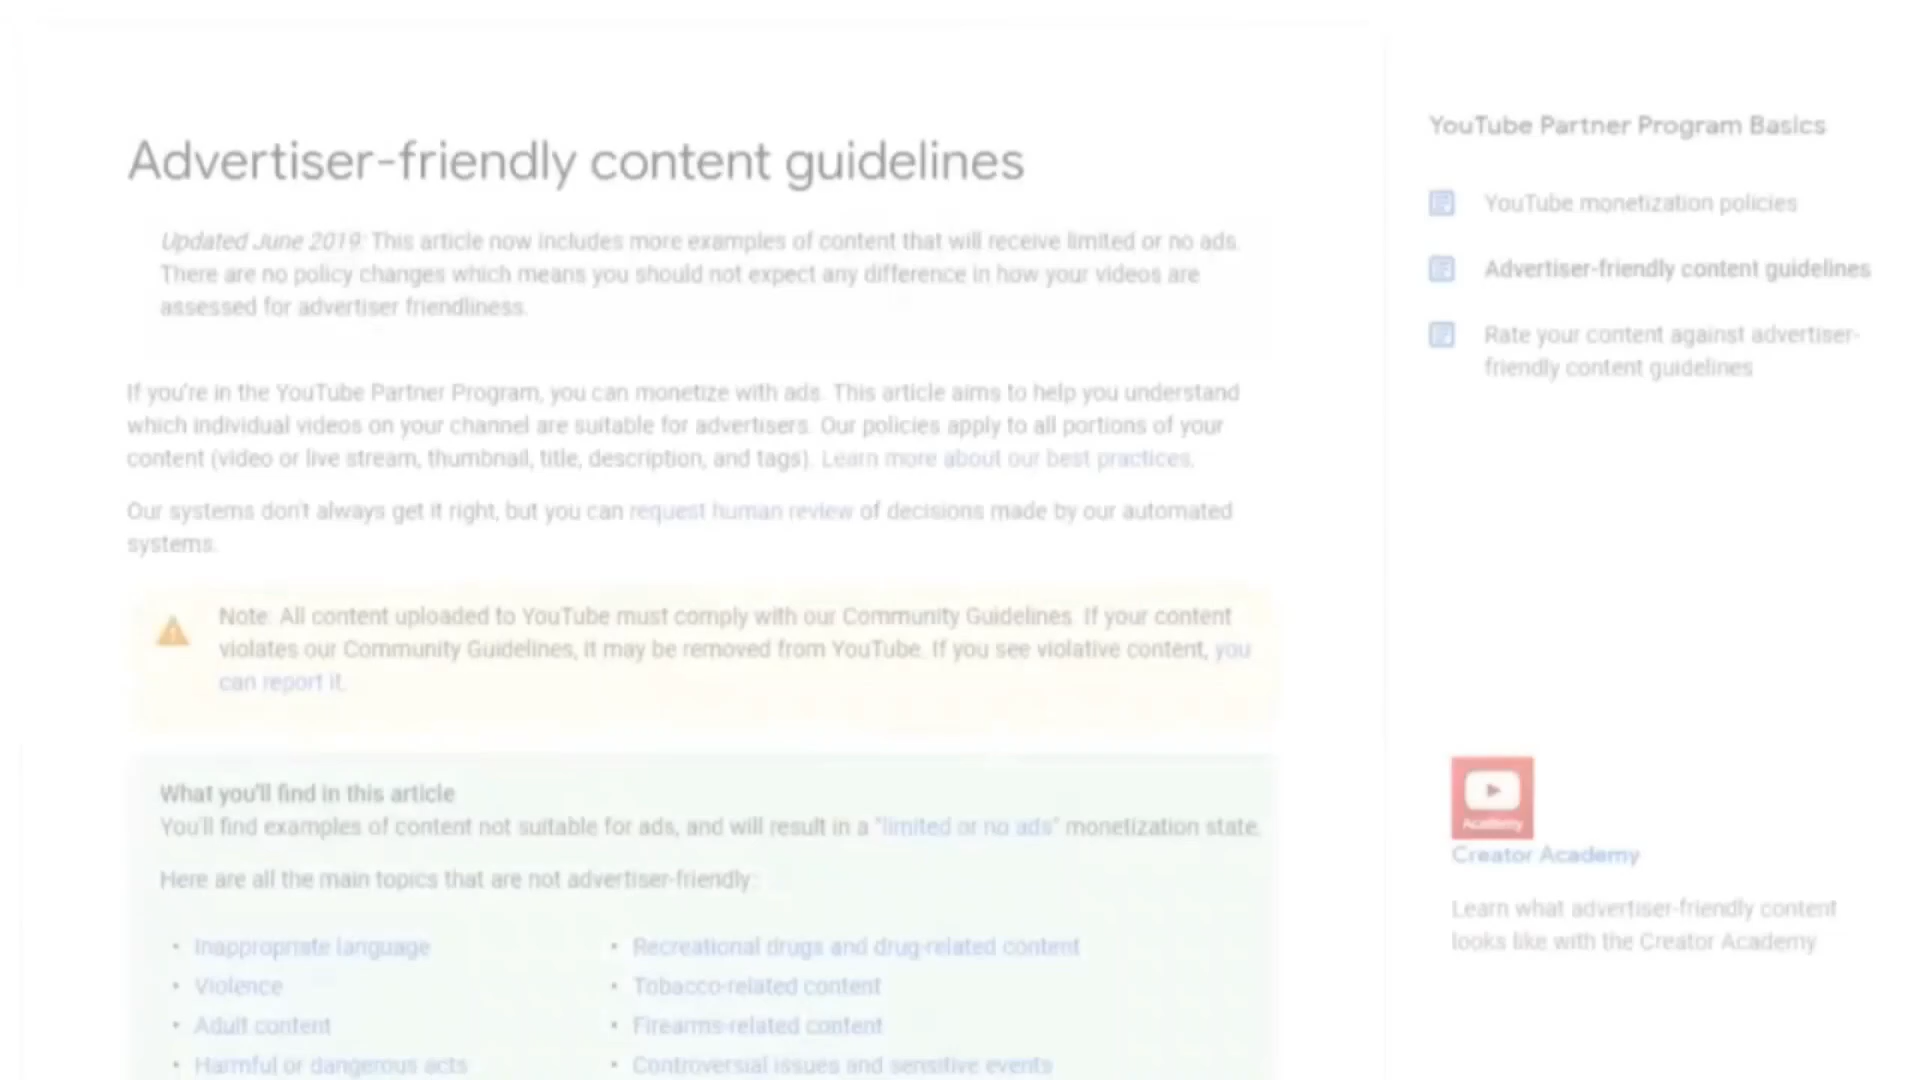 Advertiser-friendly content guidelines
Updated June 2019: This article now includes more examples of content that will receive limited or no ads.
There are no policy changes which means you should not expect any difference in how your videos are
assessed for advertiser friendliness.
If you're in the YouTube Partner Program, you can monetize with ads. This article aims to help you understand
which individual videos on your channel are suitable for advertisers. Our policies apply to all portions of your
content (video or live stream, thumbnail, title, description, and tags). Learn more about our best practices.
Our systems don't always get it right, but you can request human review of decisions made by our automated
systems.
Note: All content uploaded to YouTube must comply with our Community Guidelines. If your content
violates our Community Guidelines, it may be removed from YouTube. If you see violative content, you
can report it.
What you'll find in this article
You'll find examples of content not suitable for ads, and will result in a "limited or no ads" monetization state.
Here are all the main topics that are not advertiser-friendly:
• Inappropriate language
• Violence
• Adult content
• Harmful or dangerous acts
• Recreational drugs and drug-related content
• Tobacco-related content
• Firearms-related content
• Controversial issues and sensitive events
YouTube Partner Program Basics
YouTube monetization policies
Advertiser-friendly content guidelines
Rate your content against advertiser-
friendly content guidelines
Academy
Creator Academy
Learn what advertiser-friendly content
looks like with the Creator Academy